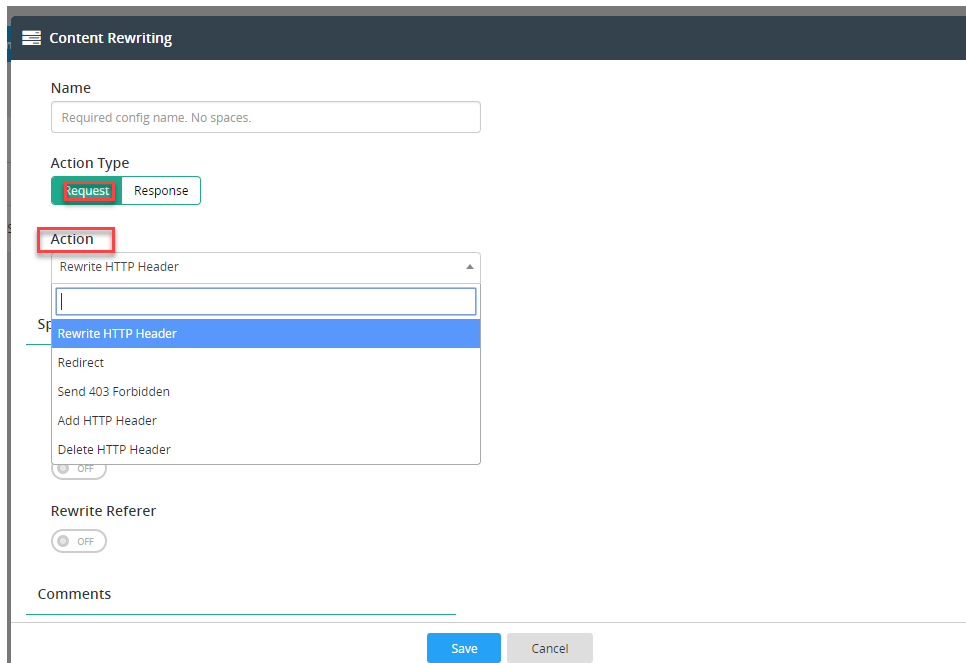 Content Rewriting
Name
Required config name. No spaces.
Action Type
Request Response
Action
Rewrite HTTP Header
Sp
Rewrite HTTP Header
Redirect
Send 403 Forbidden
Add HTTP Header
Delete HTTP Header
OFF
Rewrite Referer
OFF
Comments
Save Cancel